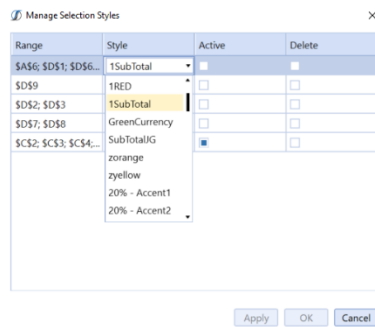 Manage Selection Styles
Range Style Active Delete
$A$6; $D$1; $D$6... 1SubTotal
$D$9 1RED
1SubTotal
$D$2; $D$3
GreenCurrency
$D$7; $D$8
SubTotalJG
$C$2; $C$3; $C$4;...
zorange
zyellow
20% - Accent1
20% - Accent2
Apply OK Cancel